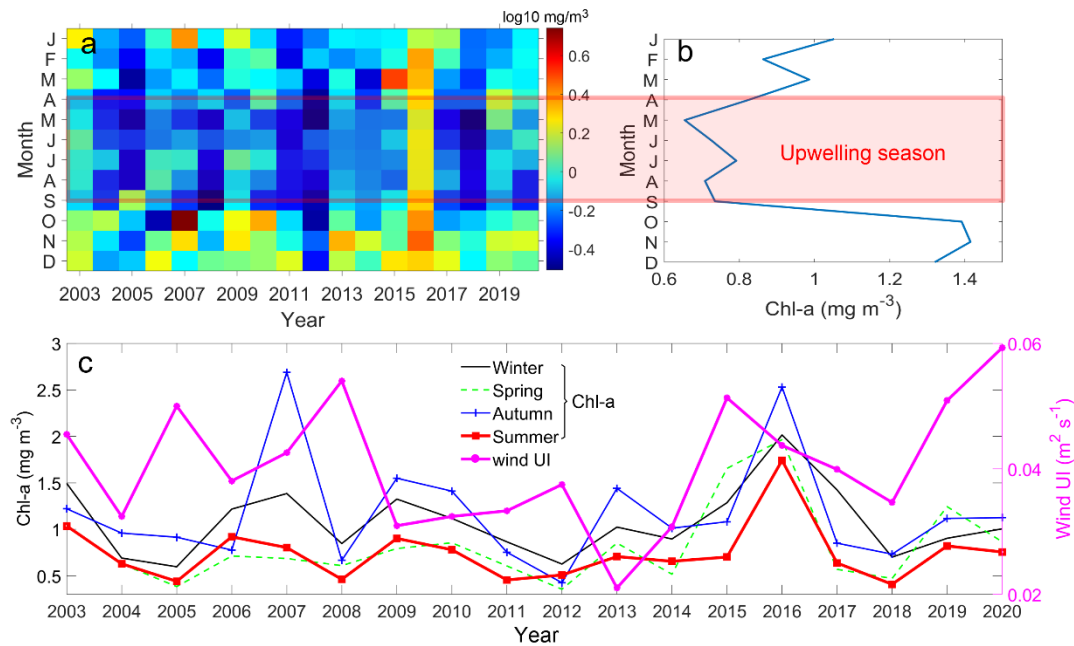 log10 mg/m³
a
J
F
M
A
M
J
J
A
S
O
N
D
Month
2003 2005 2007 2009 2011 2013 2015 2017 2019
Year
0.6
0.4
0.2
0
-0.2
-0.4
b
J
F
M
A
M
J
J
A
S
O
N
D
Month
Upwelling season
0.6 0.8 1 1.2 1.4
Chl-a (mg m⁻³)
c
3
2.5
2
1.5
1
0.5
Chl-a (mg m⁻³)
Winter
Spring
Autumn
Summer
wind UI
Chl-a
0.06
0.04
0.02
Wind UI (m² s⁻¹)
2003 2004 2005 2006 2007 2008 2009 2010 2011 2012 2013 2014 2015 2016 2017 2018 2019 2020
Year